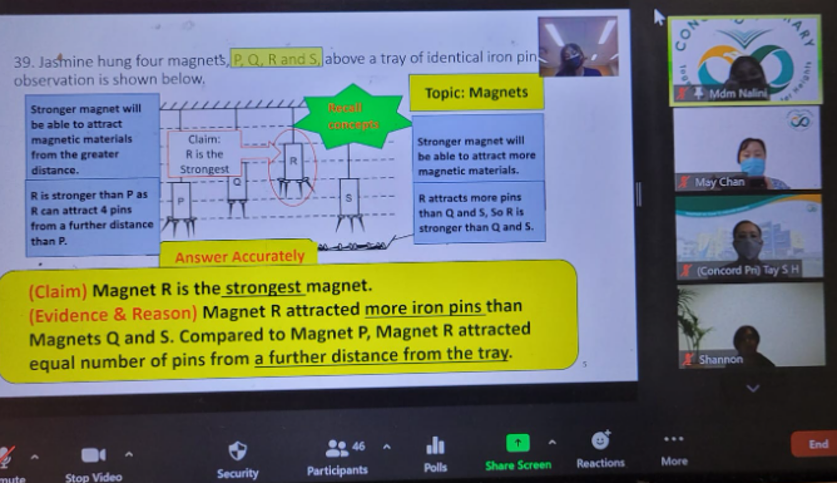 39. Jasmine hung four magnets, P, Q, R and S, above a tray of identical iron pin
observation is shown below.
Stronger magnet will
be able to attract
magnetic materials
from the greater
distance.
R is stronger than P as
R can attract 4 pins
from a further distance
than P.
Claim:
R is the
Strongest
P
Q
R
S
Recall
concepts
Topic: Magnets
Stronger magnet will
be able to attract more
magnetic materials.
R attracts more pins
than Q and S, So R is
stronger than Q and S.
Answer Accurately
(Claim) Magnet R is the strongest magnet.
(Evidence & Reason) Magnet R attracted more iron pins than
Magnets Q and S. Compared to Magnet P, Magnet R attracted
equal number of pins from a further distance from the tray.
5
Mdm Nalini
May Chan
(Concord Pri) Tay S H
Shannon
mute
Stop Video
Security
46
Participants
Polls
Share Screen
Reactions
More
End